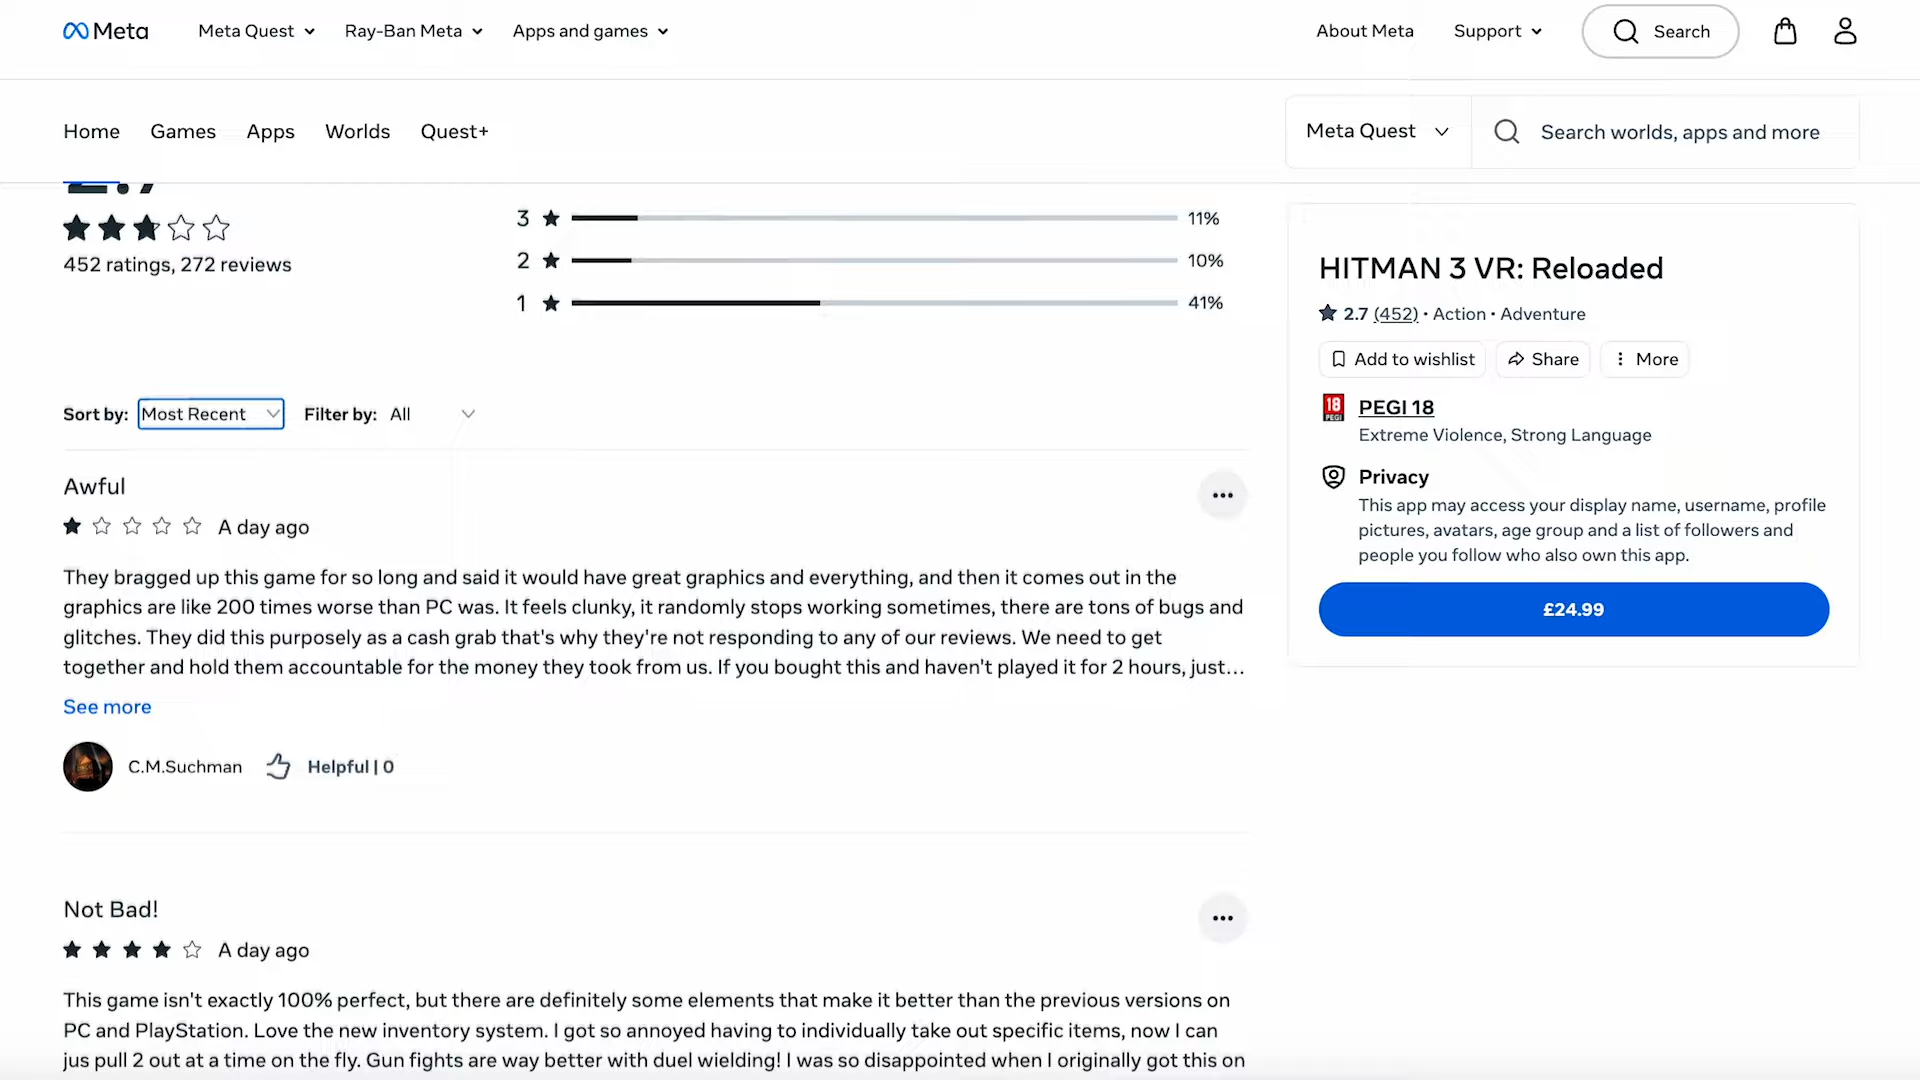 Meta
Meta Quest
Ray-Ban Meta
Apps and games
About Meta
Support
Search
Home
Games
Apps
Worlds
Quest+
Meta Quest
Search worlds, apps and more
452 ratings, 272 reviews
3 11%
2 10%
1 41%
Sort by: Most Recent Filter by: All
Awful
A day ago
They bragged up this game for so long and said it would have great graphics and everything, and then it comes out in the
graphics are like 200 times worse than PC was. It feels clunky, it randomly stops working sometimes, there are tons of bugs and
glitches. They did this purposely as a cash grab that's why they're not responding to any of our reviews. We need to get
together and hold them accountable for the money they took from us. If you bought this and haven't played it for 2 hours, just...
See more
C.M.Suchman Helpful | 0
Not Bad!
A day ago
This game isn't exactly 100% perfect, but there are definitely some elements that make it better than the previous versions on
PC and PlayStation. Love the new inventory system. I got so annoyed having to individually take out specific items, now I can
jus pull 2 out at a time on the fly. Gun fights are way better with duel wielding! I was so disappointed when I originally got this on
HITMAN 3 VR: Reloaded
2.7 (452) • Action • Adventure
Add to wishlist
Share
More
18
PEGI
PEGI 18
Extreme Violence, Strong Language
Privacy
This app may access your display name, username, profile
pictures, avatars, age group and a list of followers and
people you follow who also own this app.
£24.99